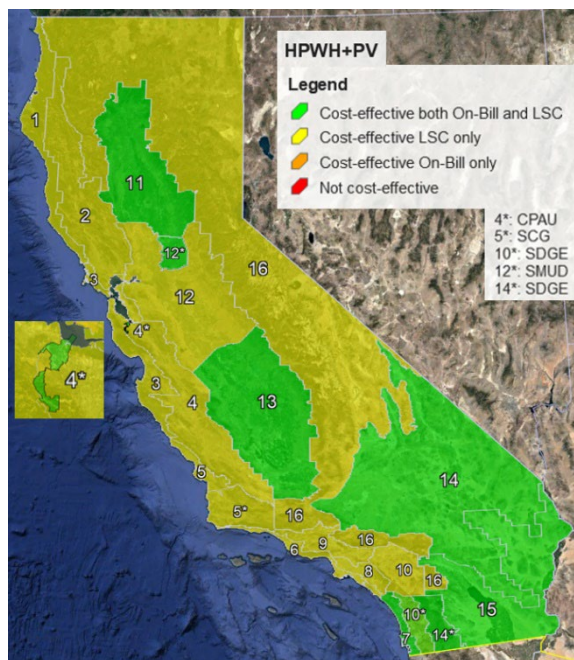 HPWH+PV
Legend
Cost-effective both On-Bill and LSC
Cost-effective LSC only
Cost-effective On-Bill only
Not cost-effective
4*: CPAU
5*: SCG
10*: SDGE
12*: SMUD
14*: SDGE
1
11
2
12*
16
3
12
4*
4*
3
4
13
5
14
5*
16
6
9
16
8
10
16
7
10*
14*
15